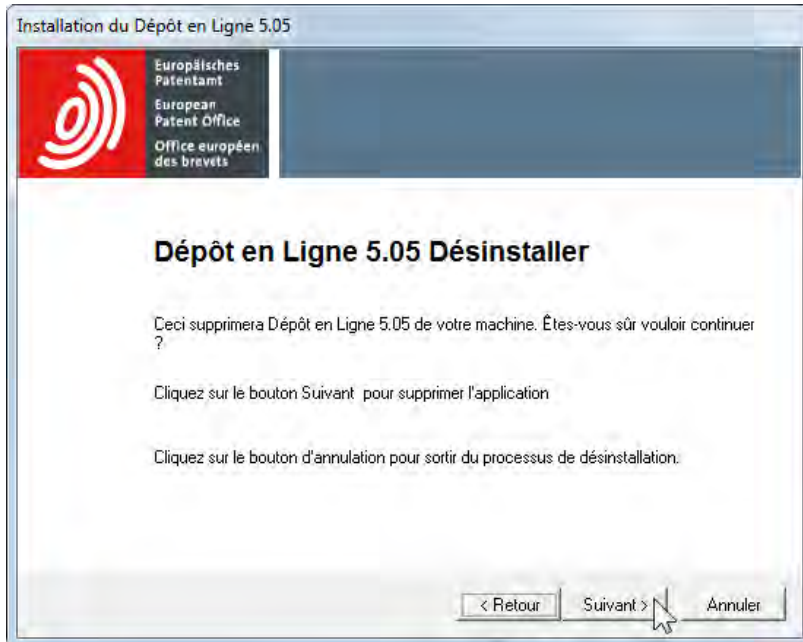 Installation du Dépôt en Ligne 5.05
Europäisches
Patentamt
European
Patent Office
Office européen
des brevets
Dépôt en Ligne 5.05 Désinstaller
Ceci supprimera Dépôt en Ligne 5.05 de votre machine. Êtes-vous sûr vouloir continuer
?
Cliquez sur le bouton Suivant  pour supprimer l'application
Cliquez sur le bouton d'annulation pour sortir du processus de désinstallation.
< Retour Suivant > Annuler